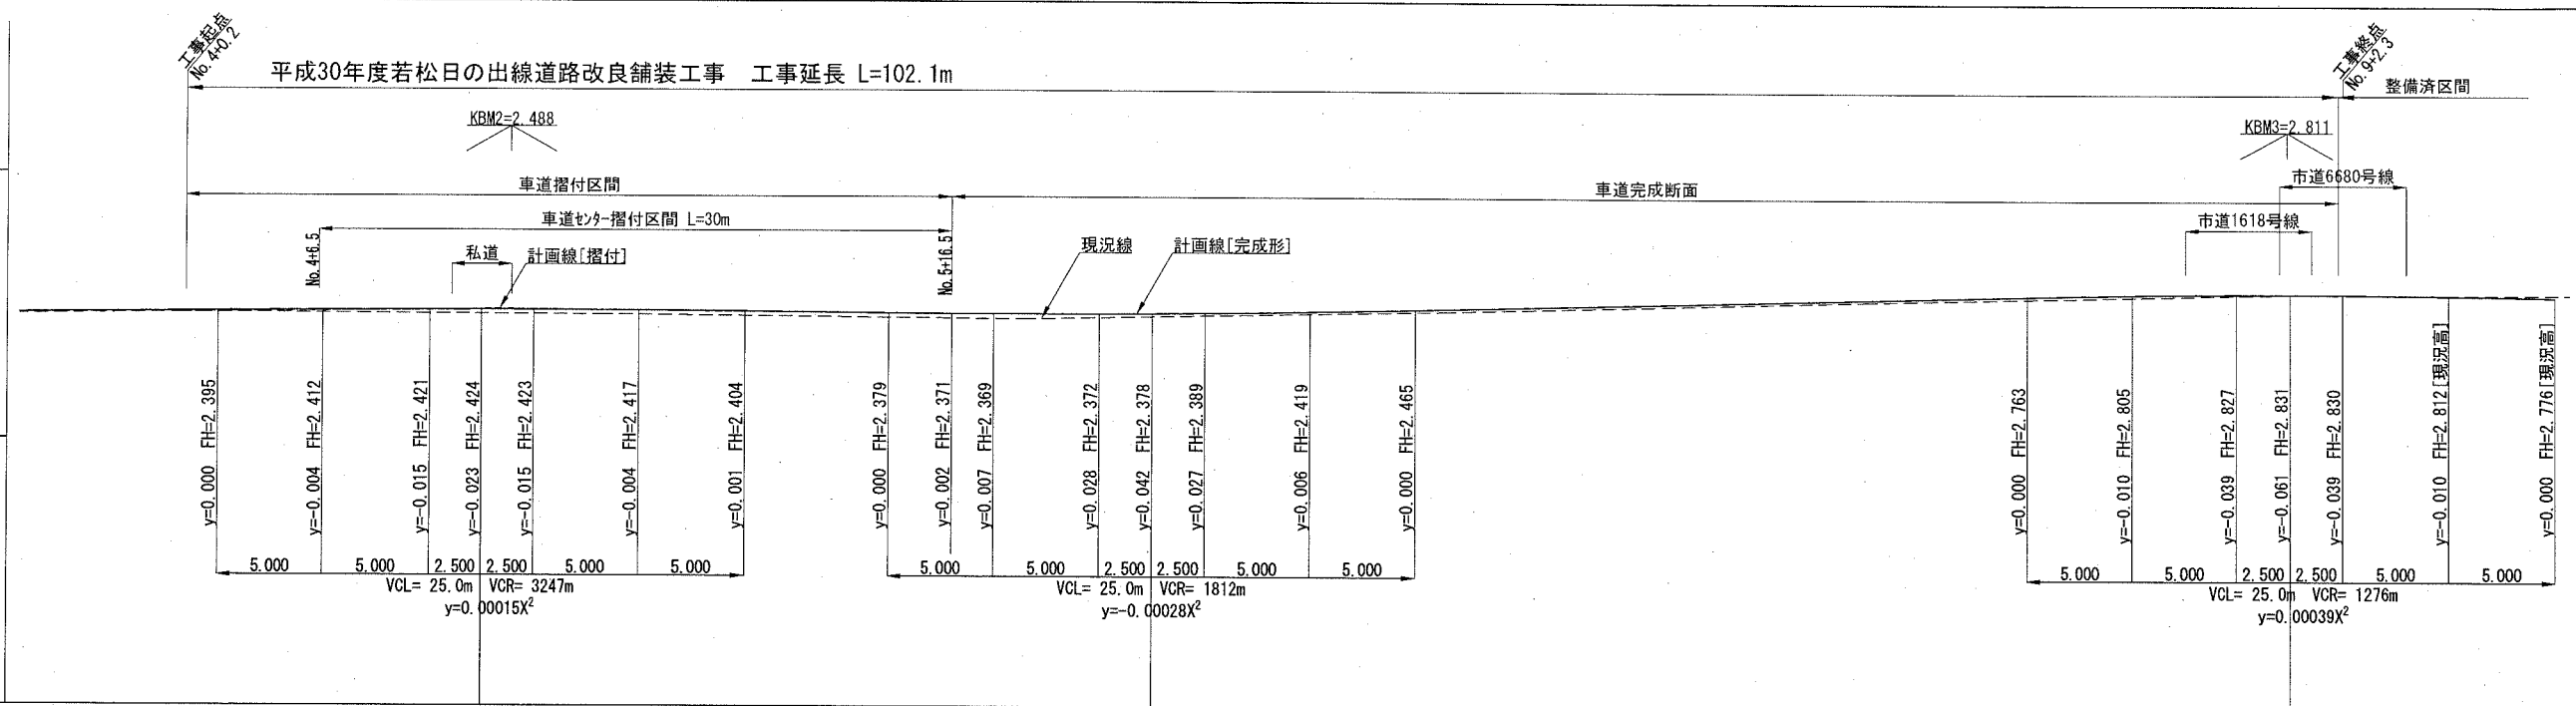 工事起点
No.4+0.2
平成30年度若松日の出線道路改良舗装工事 工事延長 L=102.1m
工事終点
No.9+2.3
整備済区間
KBM2=2.488
KBM3=2.811
車道摺付区間
車道完成断面
市道6680号線
車道ｾﾝﾀｰ摺付区間 L=30m
市道1618号線
No.4+6.5
私道
計画線[摺付]
No.5+16.5
現況線
計画線[完成形]
y=0.000 FH=2.395
y=-0.004 FH=2.412
y=-0.015 FH=2.421
y=-0.023 FH=2.424
y=-0.015 FH=2.423
y=-0.004 FH=2.417
y=0.001 FH=2.404
y=0.000 FH=2.379
y=0.002 FH=2.371
y=0.007 FH=2.369
y=0.028 FH=2.372
y=0.042 FH=2.378
y=0.027 FH=2.389
y=0.006 FH=2.419
y=0.000 FH=2.465
y=0.000 FH=2.763
y=-0.010 FH=2.805
y=-0.039 FH=2.827
y=-0.061 FH=2.831
y=-0.039 FH=2.830
y=-0.010 FH=2.812[現況高]
y=0.000 FH=2.776[現況高]
5.000 5.000 2.500 2.500 5.000 5.000
VCL= 25.0m VCR= 3247m
y=0.00015X²
5.000 5.000 2.500 2.500 5.000 5.000
VCL= 25.0m VCR= 1812m
y=-0.00028X²
5.000 5.000 2.500 2.500 5.000 5.000
VCL= 25.0m VCR= 1276m
y=0.00039X²